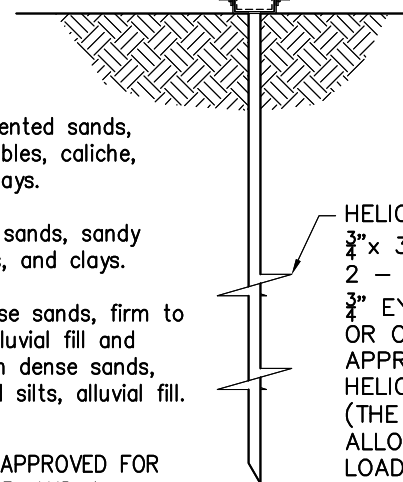 ented sands,
bles, caliche,
ays.
sands, sandy
s, and clays.
se sands, firm to
luvial fill and
n dense sands,
d silts, alluvial fill.
APPROVED FOR
HELIC
3/4" x 3
2 -
3/4" EY
OR C
APPR
HELIC
(THE
ALLO
LOAD